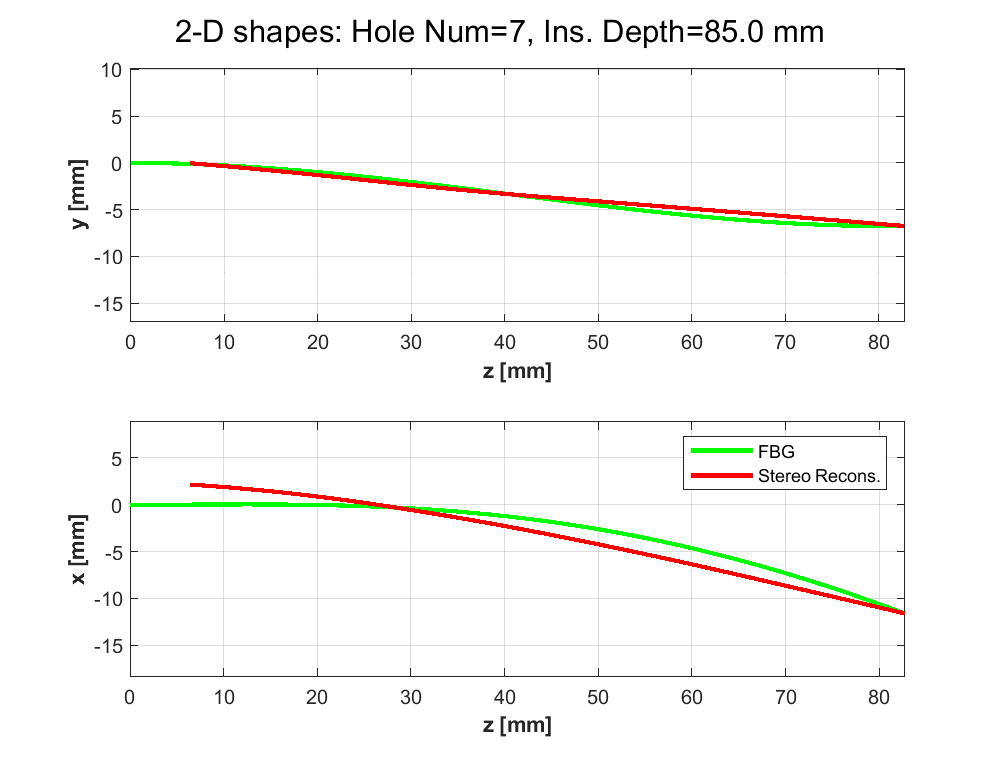 2-D shapes: Hole Num=7, Ins. Depth=85.0 mm
10
5
0
-5
-10
-15
y [mm]
0 10 20 30 40 50 60 70 80
z [mm]
FBG
Stereo Recons.
5
0
-5
-10
-15
x [mm]
0 10 20 30 40 50 60 70 80
z [mm]